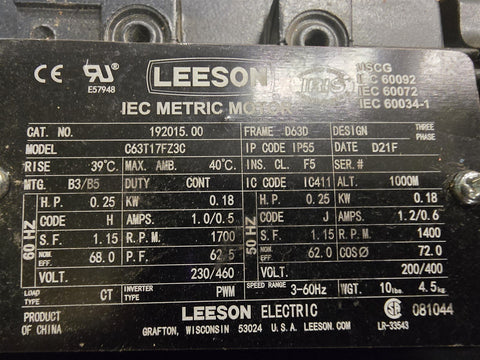 CE UR E57948 LEESON IRIS USCG
IEC 60092
IEC 60072
IEC 60034-1
IEC METRIC MOTORS
CAT. NO. 192015.00 FRAME D63D DESIGN THREE PHASE
MODEL C63T17FZ3C IP CODE IP55 DATE D21F
RISE 39°C MAX. AMB. 40°C INS. CL. F5 SER.#
MTG. B3/B5 DUTY CONT IC CODE IC411 ALT. 1000M
60 HZ H.P. 0.25 KW 0.18 50 HZ H.P. 0.25 KW 0.18
CODE H AMPS. 1.0/0.5 CODE J AMPS. 1.2/0.6
S.F. 1.15 R.P.M. 1700 S.F. 1.15 R.P.M. 1400
NOM. EFF. 68.0 P.F. 62.5 NOM. EFF. 62.0 COSØ 72.0
VOLT. 230/460 VOLT. 200/400
LOAD TYPE CT INVERTER TYPE PWM SPEED RANGE 3-60Hz WGT. 10lbs. 4.5kg
PRODUCT OF CHINA LEESON ELECTRIC 081044
GRAFTON, WISCONSIN 53024 U.S.A. LEESON.COM LR-33543